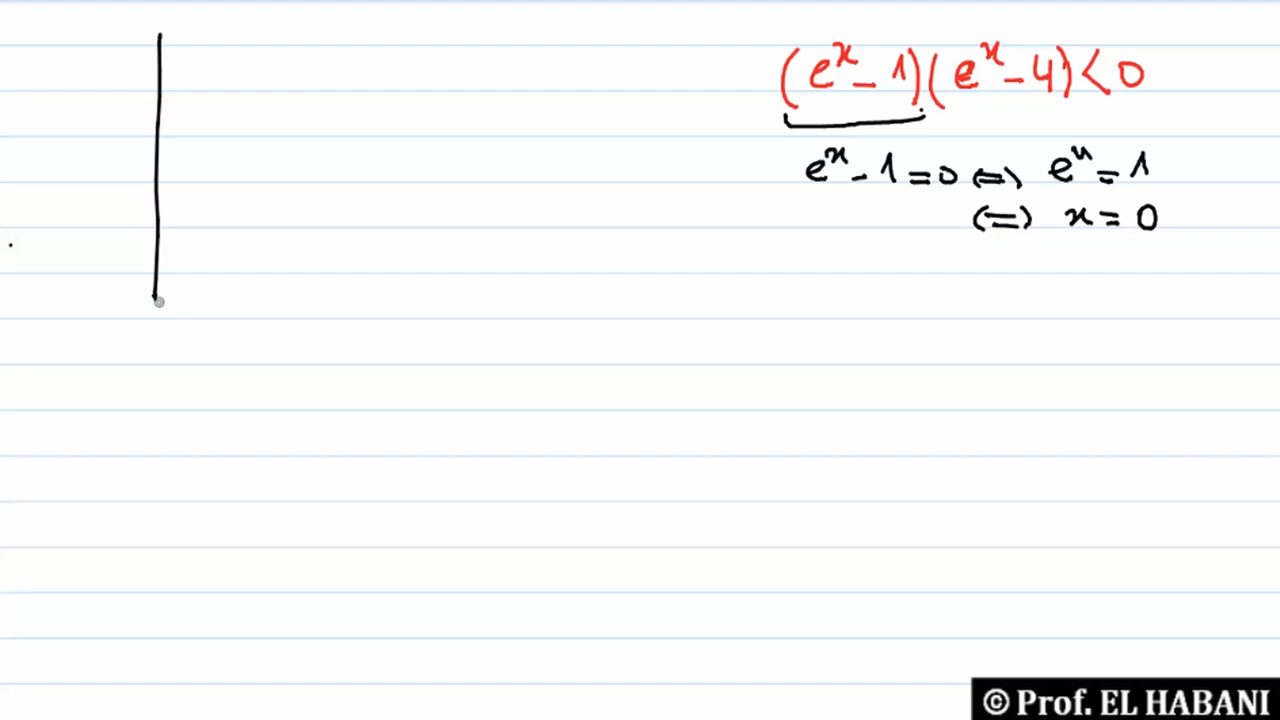 (e^x - 1)(e^x - 4) < 0
e^x - 1 = 0 (=) e^x = 1
(=) x = 0
© Prof. EL HABANI